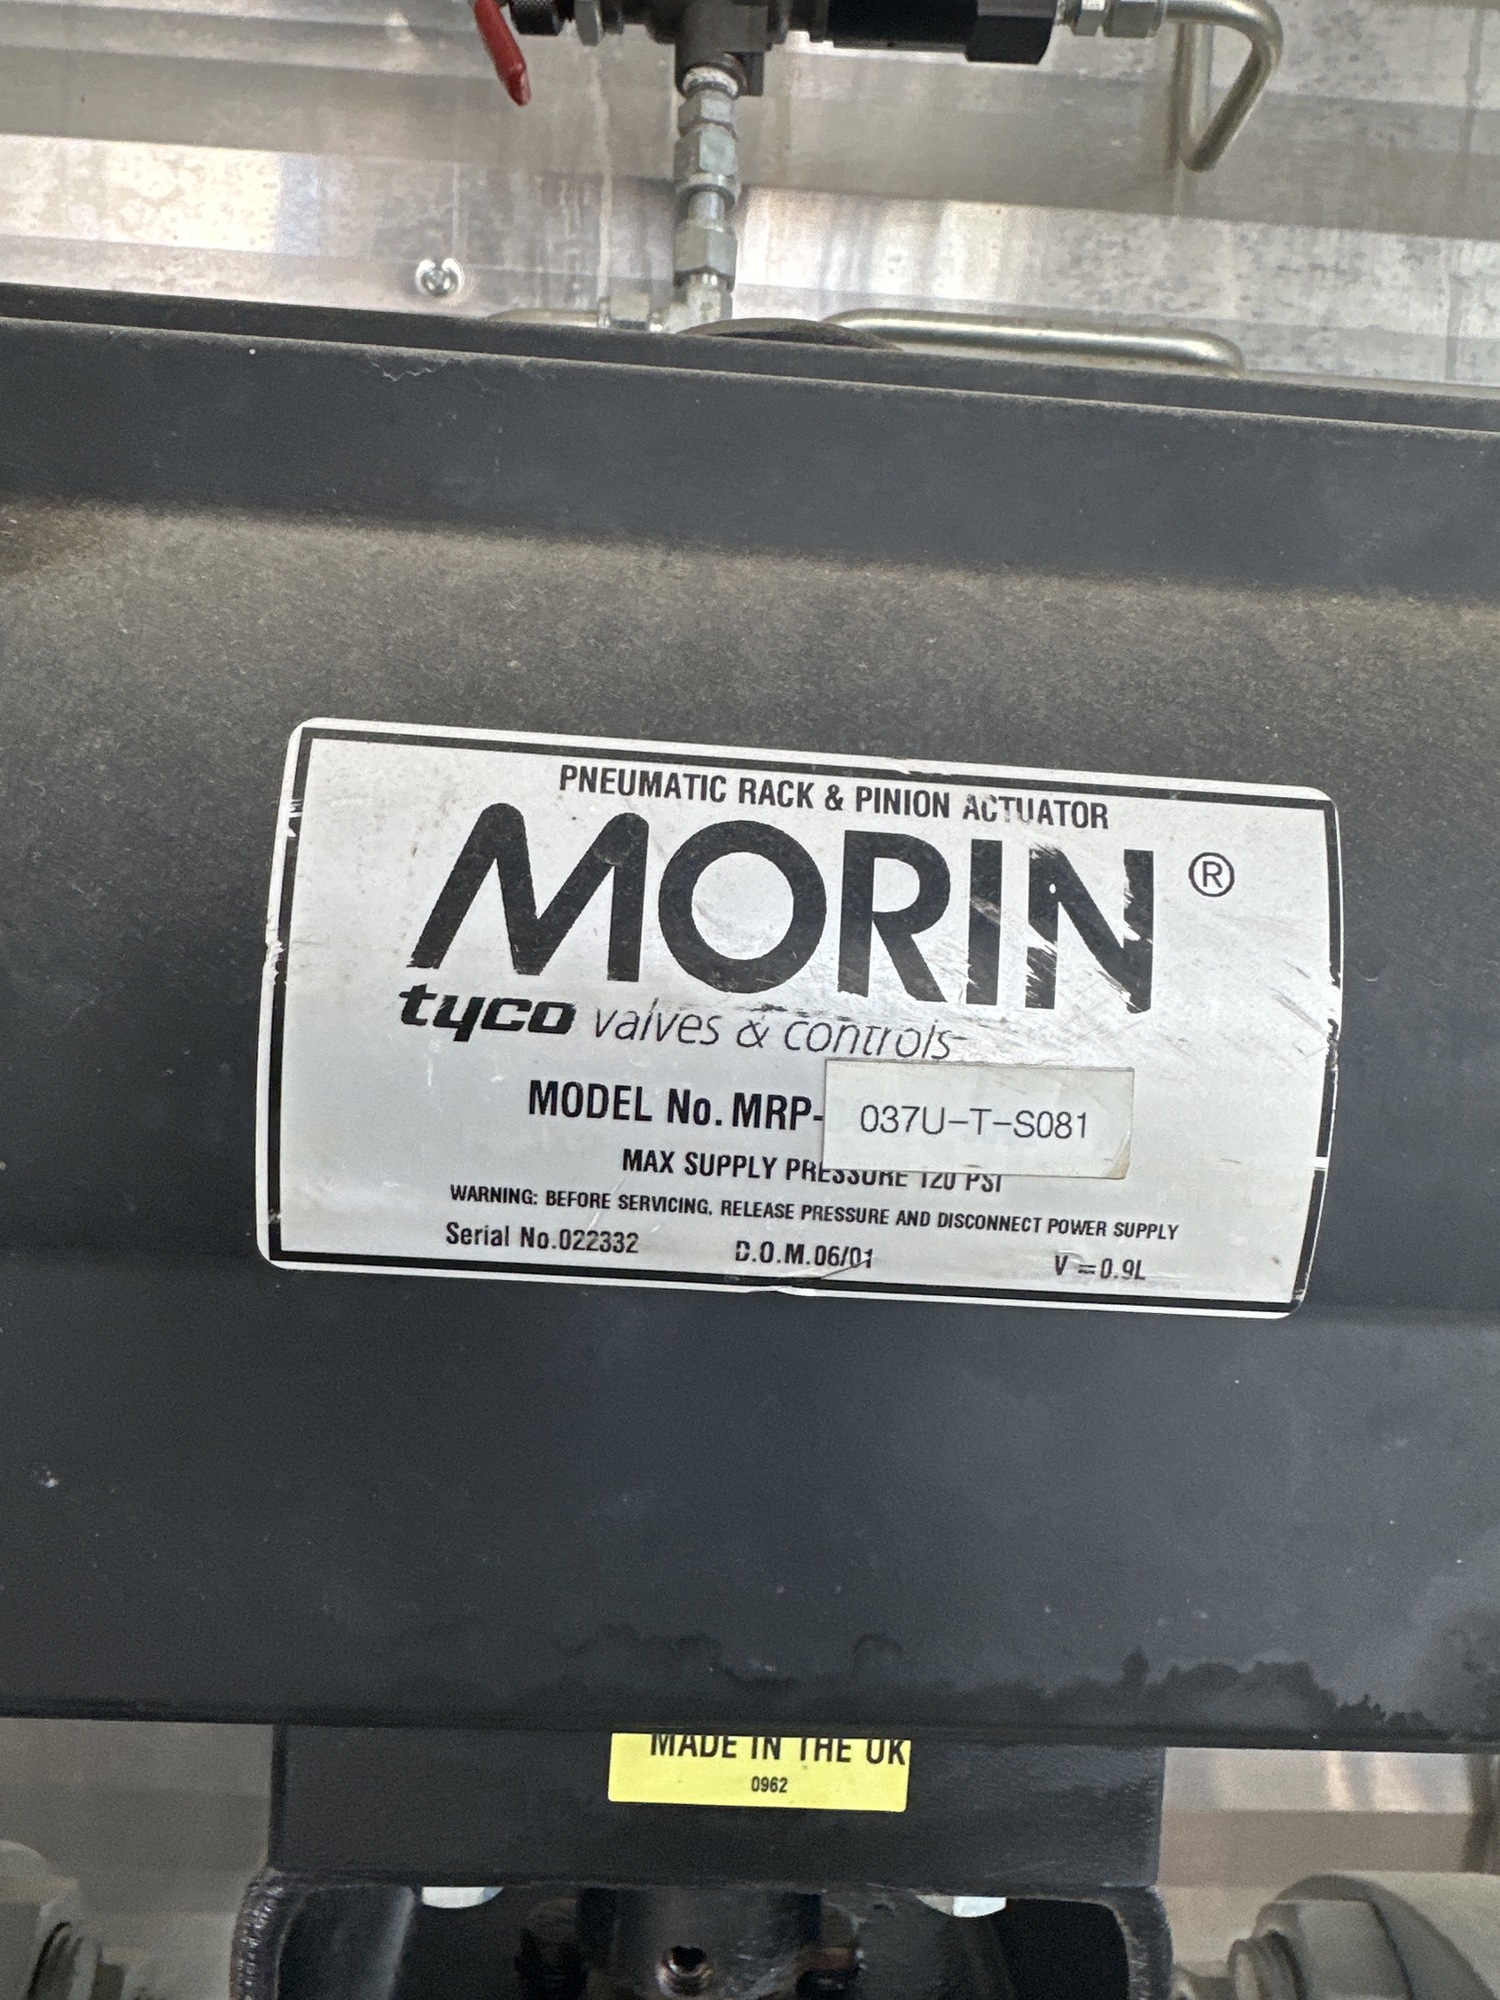 PNEUMATIC RACK & PINION ACTUATOR
MORIN ®
tyco valves & controls
MODEL No. MRP- 037U-T-S081
MAX SUPPLY PRESSURE 120 PSI
WARNING: BEFORE SERVICING, RELEASE PRESSURE AND DISCONNECT POWER SUPPLY
Serial No.022332 D.O.M.06/01 V =0.9L
MADE IN THE UK
0962